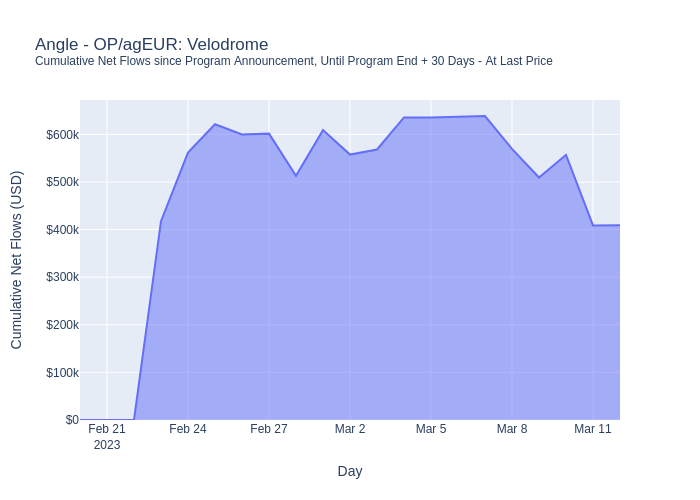 Angle - OP/agEUR: Velodrome
Cumulative Net Flows since Program Announcement, Until Program End + 30 Days - At Last Price
Cumulative Net Flows (USD)
$600k
$500k
$400k
$300k
$200k
$100k
$0
Feb 21
2023
Feb 24
Feb 27
Mar 2
Mar 5
Mar 8
Mar 11
Day